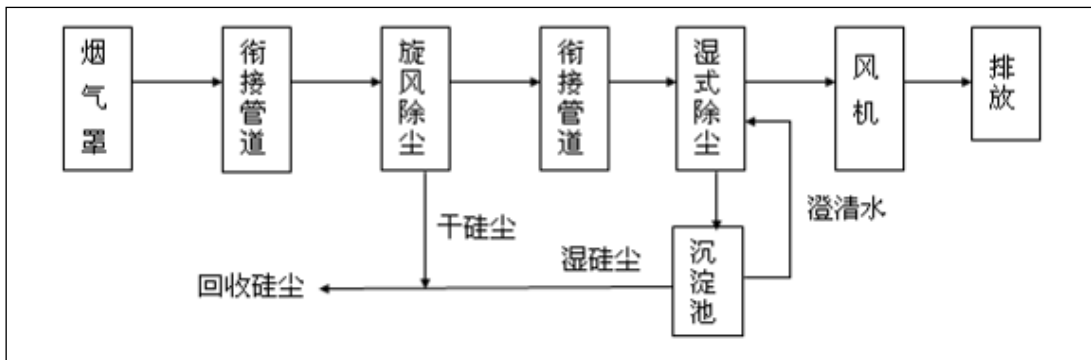 烟气罩
衔接管道
旋风除尘
衔接管道
湿式除尘
风机
排放
干硅尘
湿硅尘
澄清水
回收硅尘
沉淀池